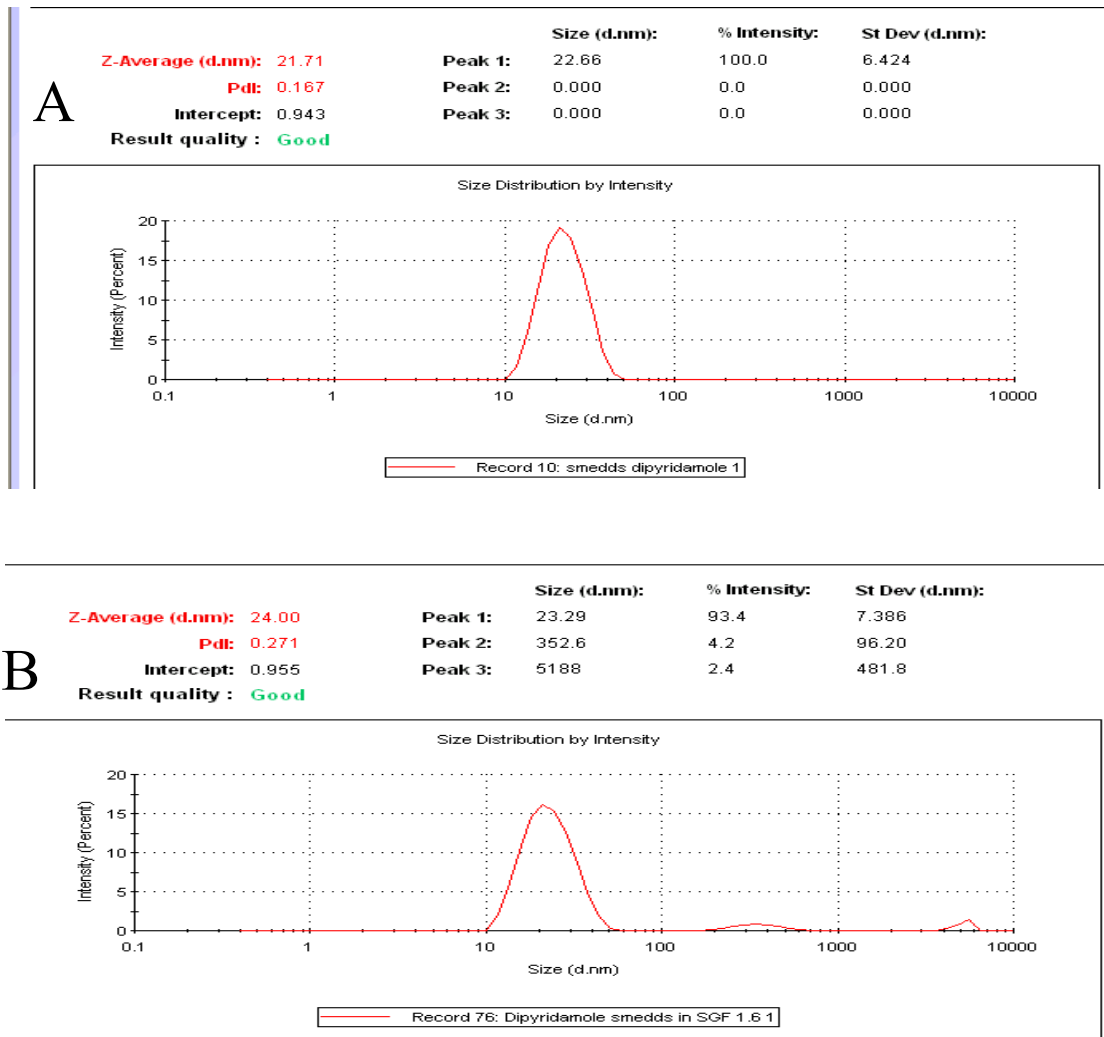 Size (d.nm): % Intensity: St Dev (d.nm):
Z-Average (d.nm): 21.71 Peak 1: 22.66 100.0 6.424
PdI: 0.167 Peak 2: 0.000 0.0 0.000
A
Intercept: 0.943 Peak 3: 0.000 0.0 0.000
Result quality : Good
Size Distribution by Intensity
20
15
10
5
0
Intensity (Percent)
0.1 1 10 100 1000 10000
Size (d.nm)
Record 10: smedds dipyridamole 1
Size (d.nm): % Intensity: St Dev (d.nm):
Z-Average (d.nm): 24.00 Peak 1: 23.29 93.4 7.386
PdI: 0.271 Peak 2: 352.6 4.2 96.20
B
Intercept: 0.955 Peak 3: 5188 2.4 481.8
Result quality : Good
Size Distribution by Intensity
20
15
10
5
0
Intensity (Percent)
0.1 1 10 100 1000 10000
Size (d.nm)
Record 76: Dipyridamole smedds in SGF 1.6 1